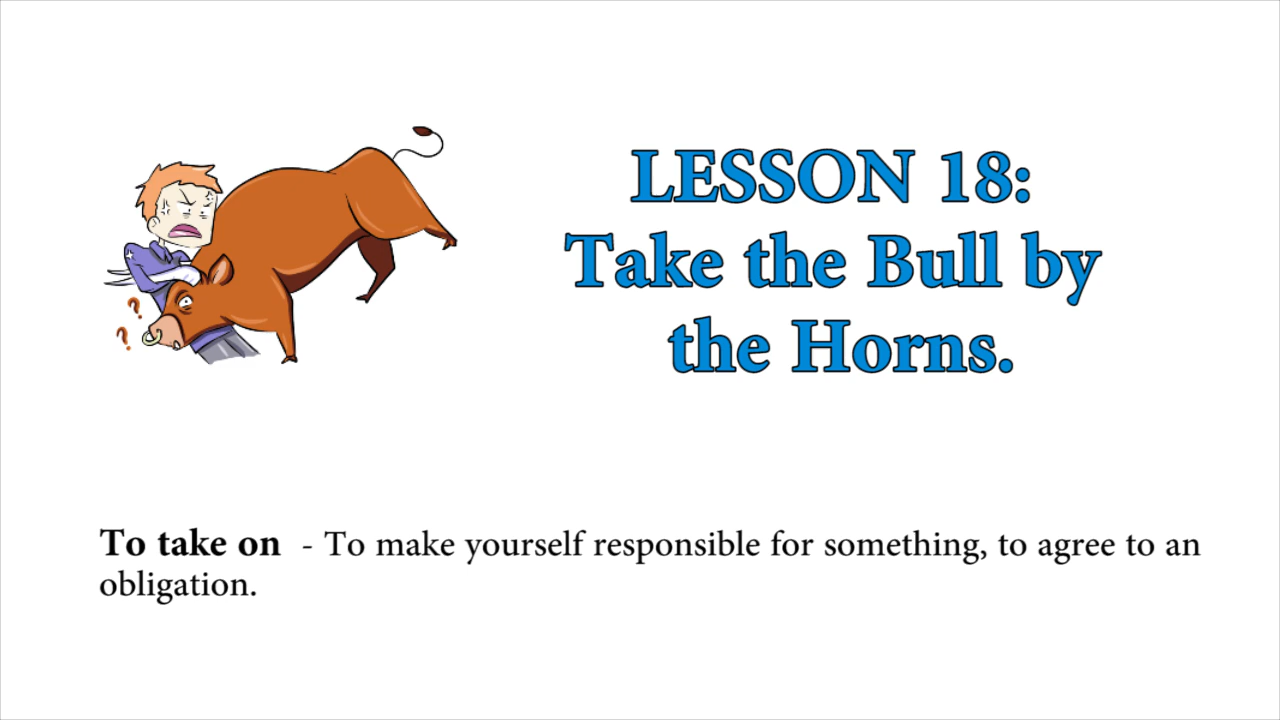 LESSON 18:
Take the Bull by
the Horns.
? 
?
To take on - To make yourself responsible for something, to agree to an
obligation.